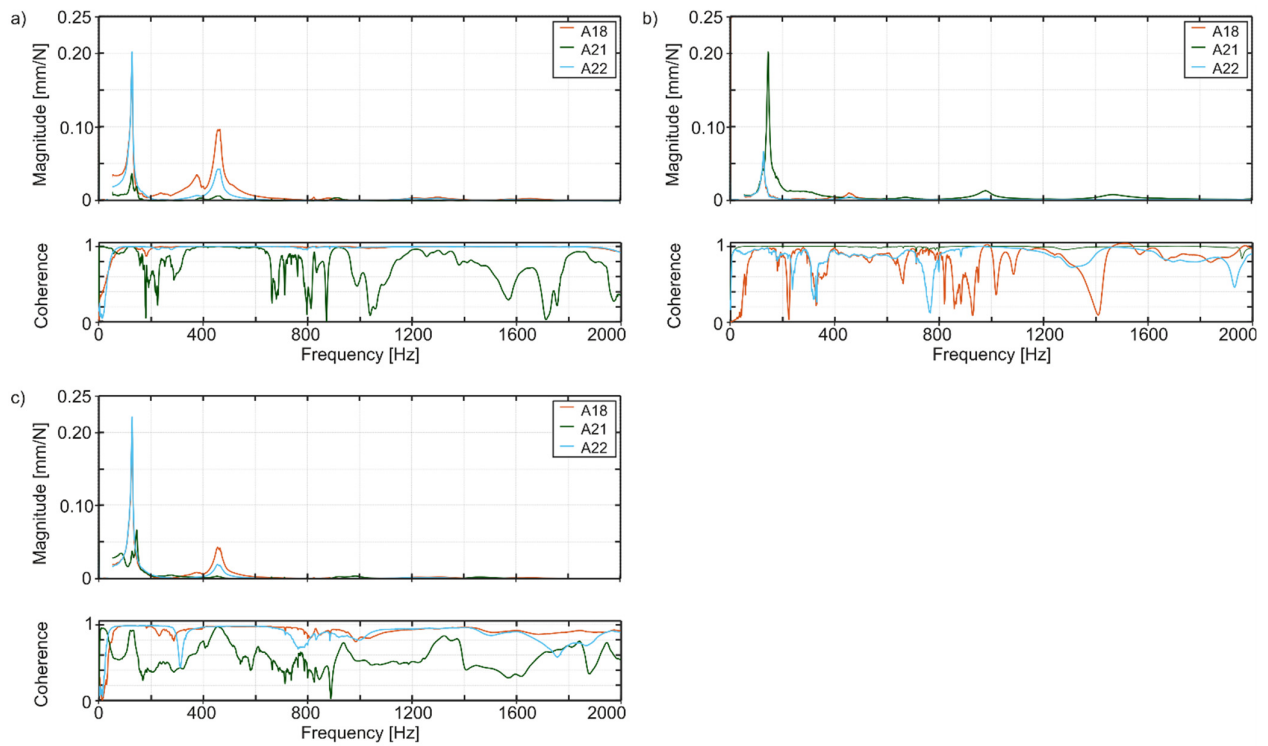 a)
0.25
0.20
0.10
0
Magnitude [mm/N]
A18
A21
A22
1
0
Coherence
0 400 800 1200 1600 2000
Frequency [Hz]
b)
0.25
0.20
0.10
0
Magnitude [mm/N]
A18
A21
A22
1
0
Coherence
0 400 800 1200 1600 2000
Frequency [Hz]
c)
0.25
0.20
0.10
0
Magnitude [mm/N]
A18
A21
A22
1
0
Coherence
0 400 800 1200 1600 2000
Frequency [Hz]